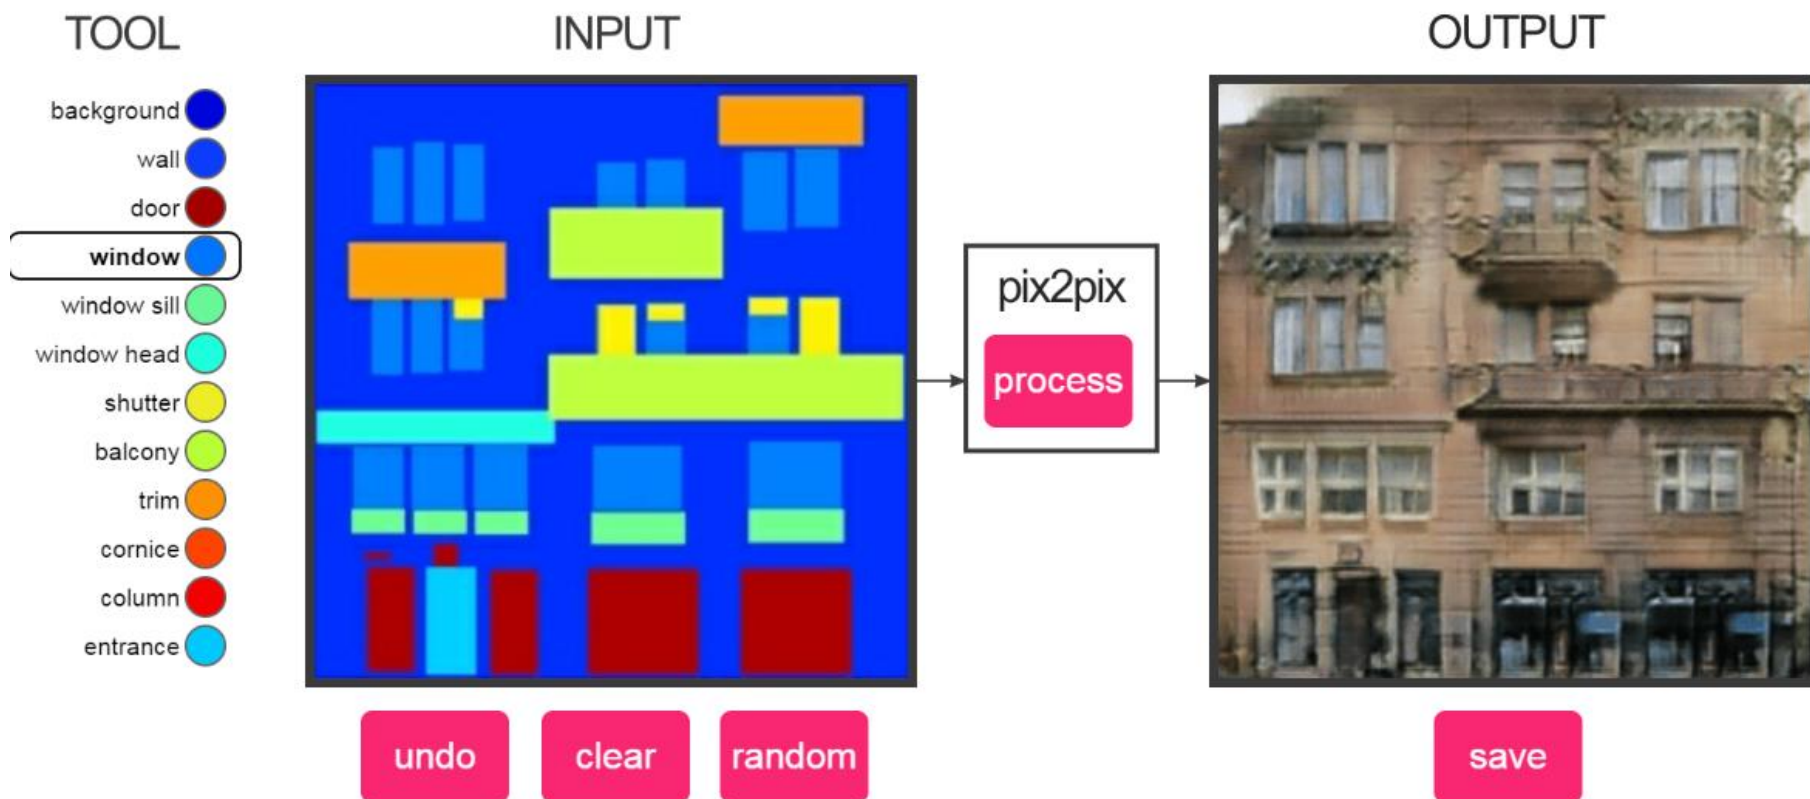 TOOL
INPUT
OUTPUT
background
wall
door
window
window sill
window head
shutter
balcony
trim
cornice
column
entrance
pix2pix
process
undo
clear
random
save